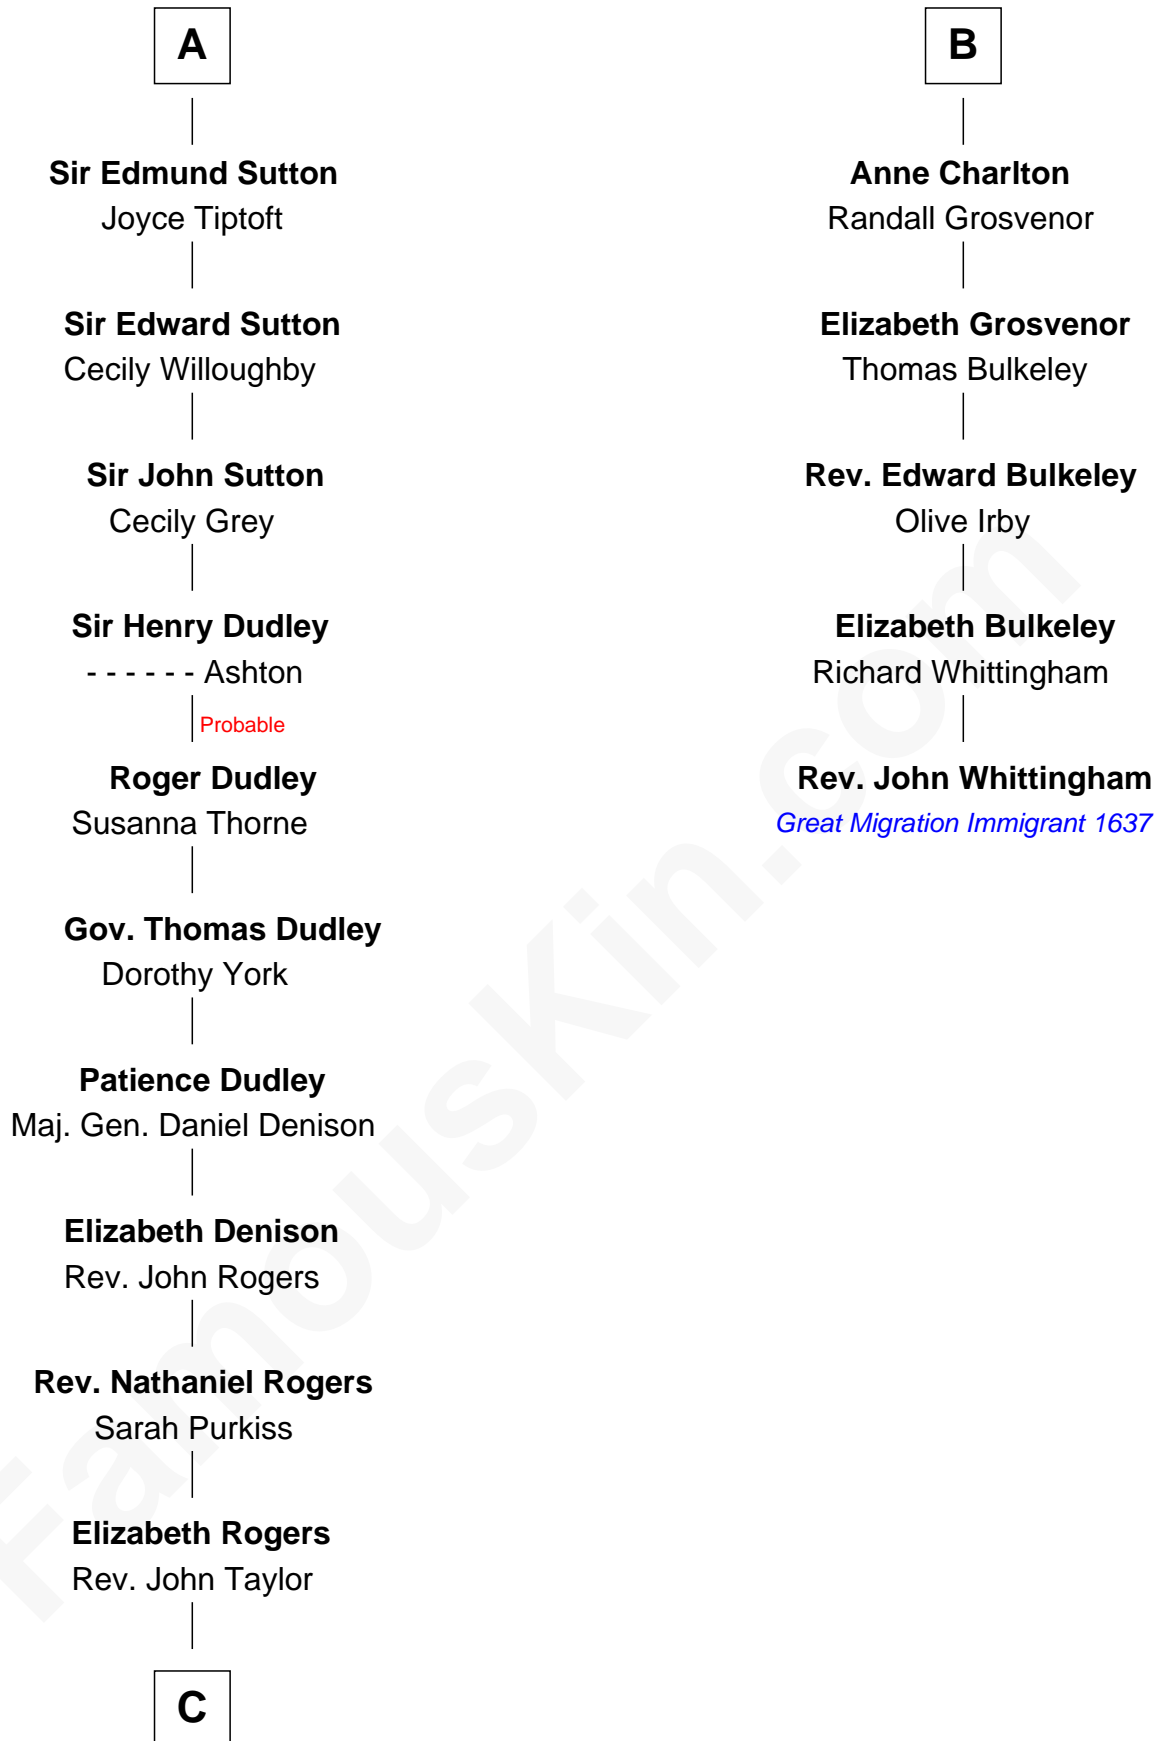 A
Sir Edmund Sutton
Joyce Tiptoft
Sir Edward Sutton
Cecily Willoughby
Sir John Sutton
Cecily Grey
Sir Henry Dudley
- - - - - - Ashton
Probable
Roger Dudley
Susanna Thorne
Gov. Thomas Dudley
Dorothy York
Patience Dudley
Maj. Gen. Daniel Denison
Elizabeth Denison
Rev. John Rogers
Rev. Nathaniel Rogers
Sarah Purkiss
Elizabeth Rogers
Rev. John Taylor
C
B
Anne Charlton
Randall Grosvenor
Elizabeth Grosvenor
Thomas Bulkeley
Rev. Edward Bulkeley
Olive Irby
Elizabeth Bulkeley
Richard Whittingham
Rev. John Whittingham
Great Migration Immigrant 1637
FamousKin.com